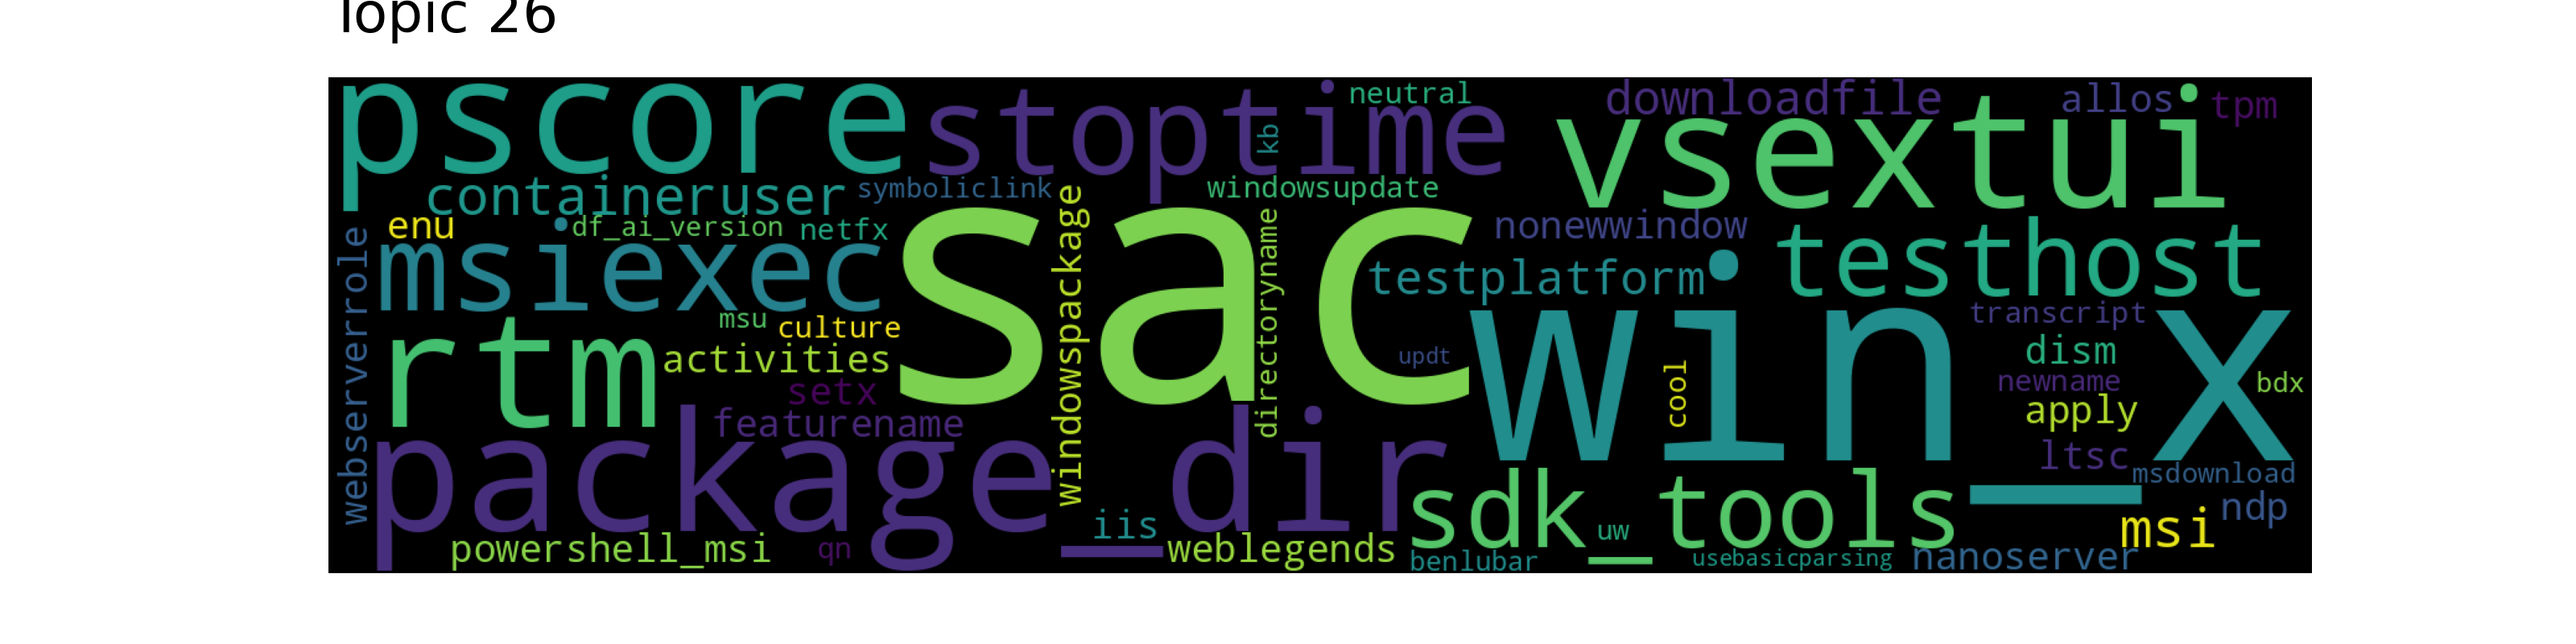 Topic 26
pscore
stoptime
neutral
kb
downloadfile
vsextui
allos
tpm
containeruser
symboliclink
windowsupdate
nonewwindow
enu
df_ai_version
netfx
webserverrole
msiexec
sac
windowspackage
directoryname
testplatform
testhost
msu
culture
rtm
activities
setx
featurename
updt
win_x
cool
transcript
dism
newname
bdx
apply
ltsc
package_dir
sdk_tools
msdownload
ndp
msi
iis
uw
powershell_msi
qn
weblegends
benlubar
usebasicparsing
nanoserver